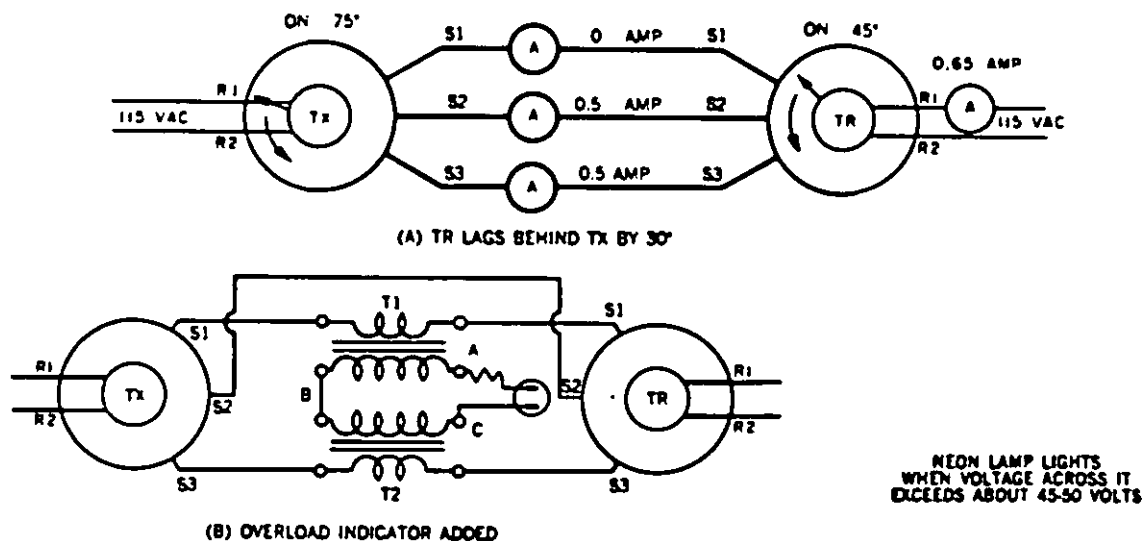 ON 75°
S1
A
0 AMP
S1
ON 45°
0.65 AMP
R1
115 VAC
R2
TX
S2
A
0.5 AMP
S2
TR
R1
A
115 VAC
R2
S3
A
0.5 AMP
S3
(A) TR LAGS BEHIND TX BY 30°
T1
S1
S1
A
R1
TX
R2
S2
B
C
S2
TR
R1
R2
S3
T2
S3
NEON LAMP LIGHTS
WHEN VOLTAGE ACROSS IT
EXCEEDS ABOUT 45-50 VOLTS
(B) OVERLOAD INDICATOR ADDED